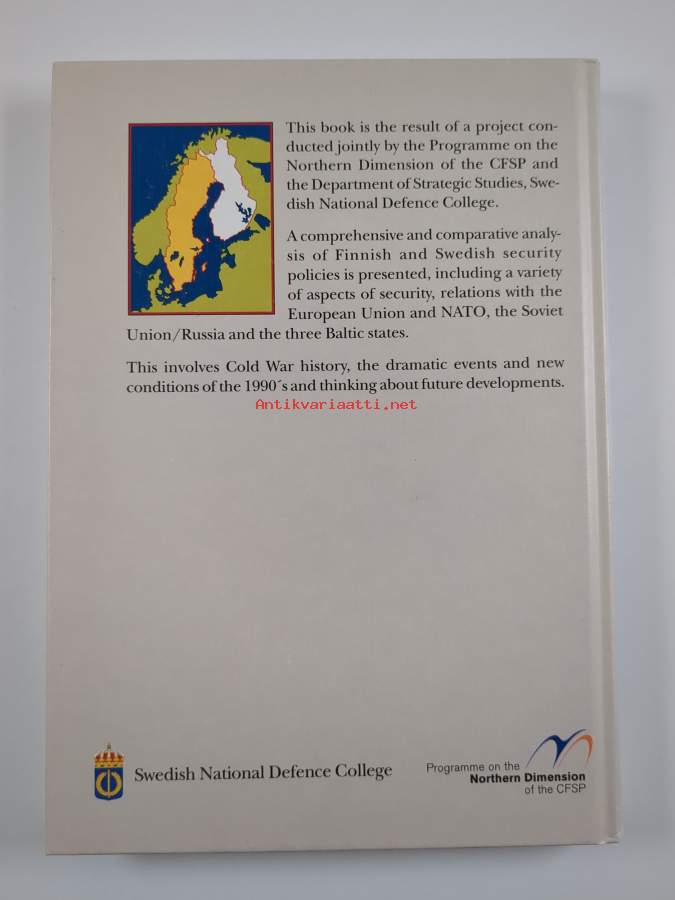 This book is the result of a project con-
ducted jointly by the Programme on the
Northern Dimension of the CFSP and
the Department of Strategic Studies, Swe-
dish National Defence College.
A comprehensive and comparative analy-
sis of Finnish and Swedish security
policies is presented, including a variety
of aspects of security, relations with the
European Union and NATO, the Soviet
Union/Russia and the three Baltic states.
This involves Cold War history, the dramatic events and new
conditions of the 1990´s and thinking about future developments.
Antikvariaatti.net
Swedish National Defence College
Programme on the
Northern Dimension
of the CFSP